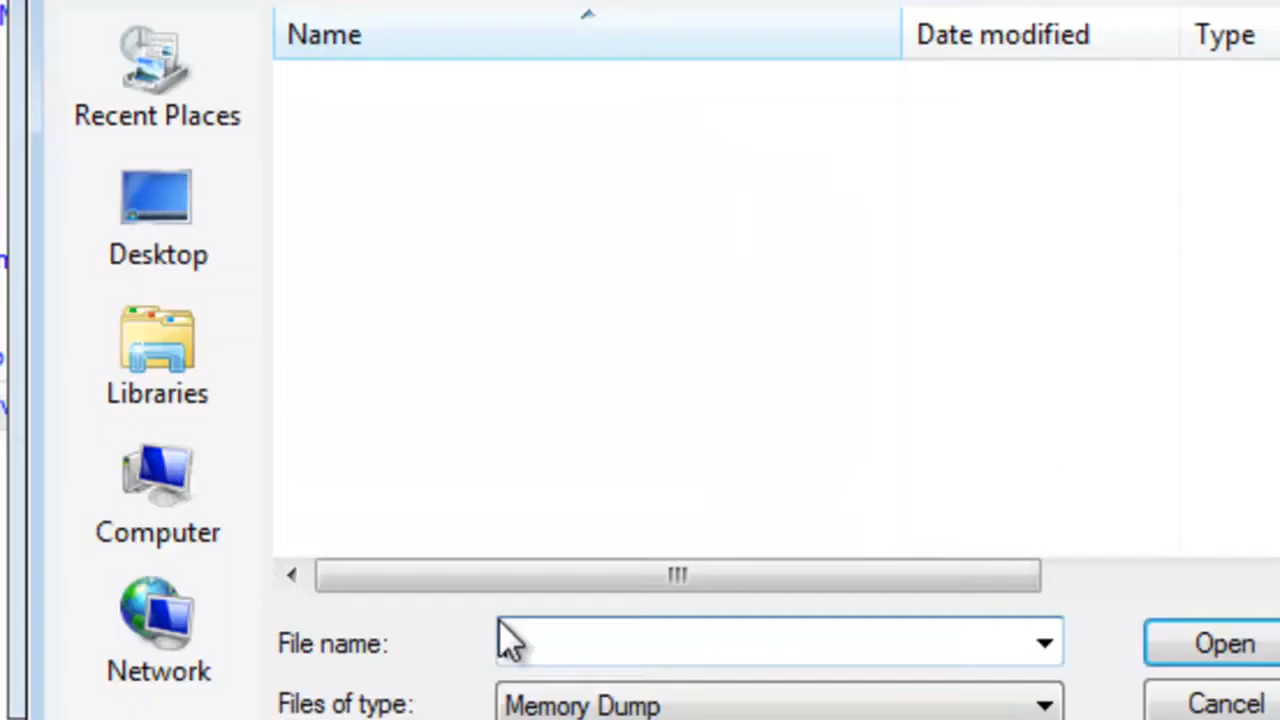 Name Date modified Type
Recent Places
Desktop
Libraries
Computer
Network
File name: Open
Files of type: Memory Dump Cancel